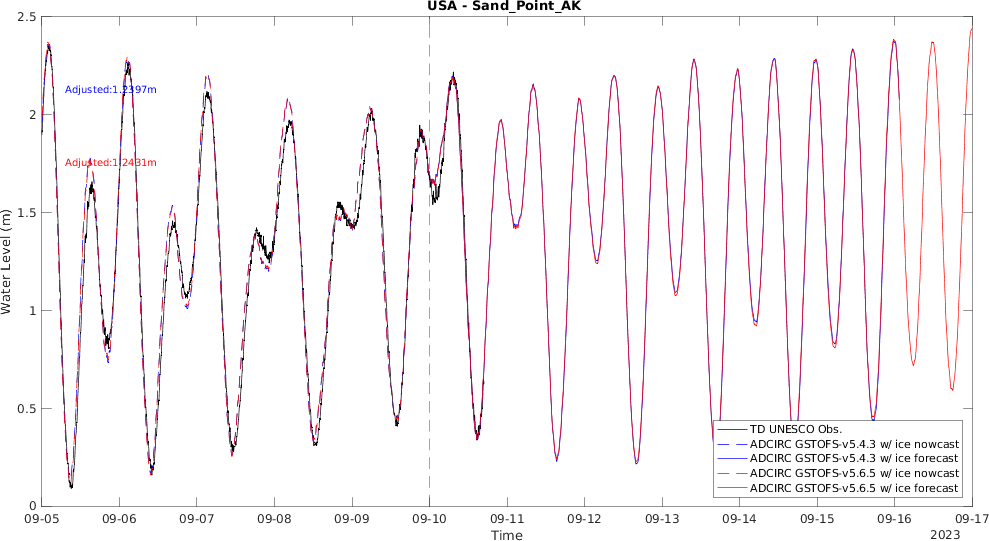 USA - Sand_Point_AK
2.5
2
1.5
1
0.5
0
Water Level (m)
Adjusted:1.2397m
Adjusted:1.2431m
TD UNESCO Obs.
ADCIRC GSTOFS-v5.4.3 w/ ice nowcast
ADCIRC GSTOFS-v5.4.3 w/ ice forecast
ADCIRC GSTOFS-v5.6.5 w/ ice nowcast
ADCIRC GSTOFS-v5.6.5 w/ ice forecast
09-05 09-06 09-07 09-08 09-09 09-10 09-11 09-12 09-13 09-14 09-15 09-16 09-17
Time
2023